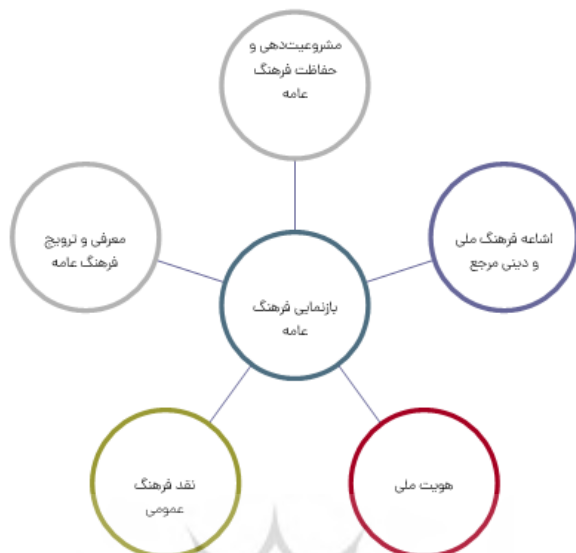 مشروعیت‌دهی و
حفاظت فرهنگ
عامه
اشاعه فرهنگ ملی
و دینی مرجع
معرفی و ترویج
فرهنگ عامه
بازنمایی فرهنگ
عامه
هویت ملی
نقد فرهنگ
عمومی